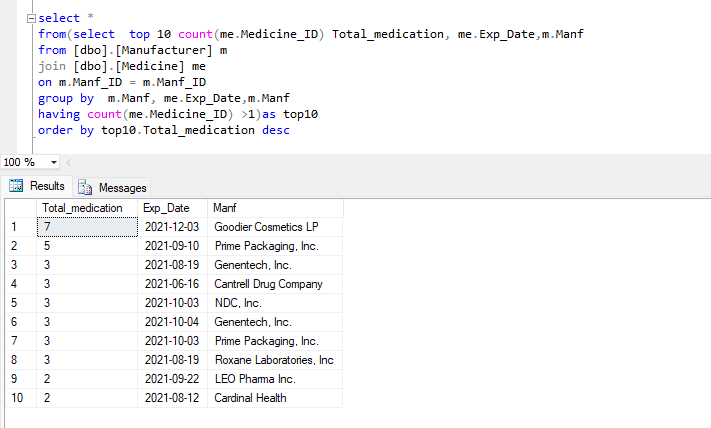 select *
from(select  top 10 count(me.Medicine_ID) Total_medication, me.Exp_Date,m.Manf
from [dbo].[Manufacturer] m
join [dbo].[Medicine] me
on m.Manf_ID = m.Manf_ID
group by  m.Manf, me.Exp_Date,m.Manf
having count(me.Medicine_ID) >1)as top10
order by top10.Total_medication desc
100 %
Results Messages
Total_medication Exp_Date Manf
1 7 2021-12-03 Goodier Cosmetics LP
2 5 2021-09-10 Prime Packaging, Inc.
3 3 2021-08-19 Genentech, Inc.
4 3 2021-06-16 Cantrell Drug Company
5 3 2021-10-03 NDC, Inc.
6 3 2021-10-04 Genentech, Inc.
7 3 2021-10-03 Prime Packaging, Inc.
8 3 2021-08-19 Roxane Laboratories, Inc
9 2 2021-09-22 LEO Pharma Inc.
10 2 2021-08-12 Cardinal Health